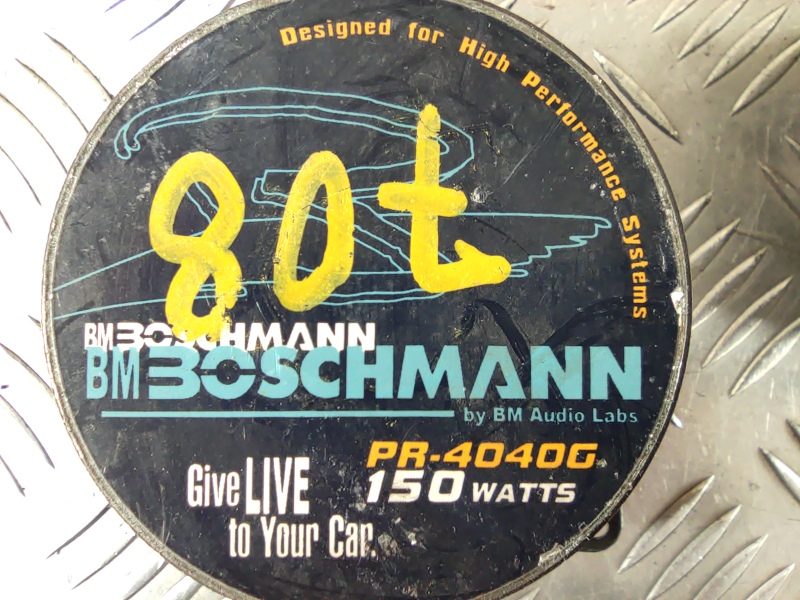 Designed for High Performance Systems
80t
BM BOSCHMANN
BM BOSCHMANN
by BM Audio Labs
PR-4040G
150 WATTS
Give LIVE
to Your Car.